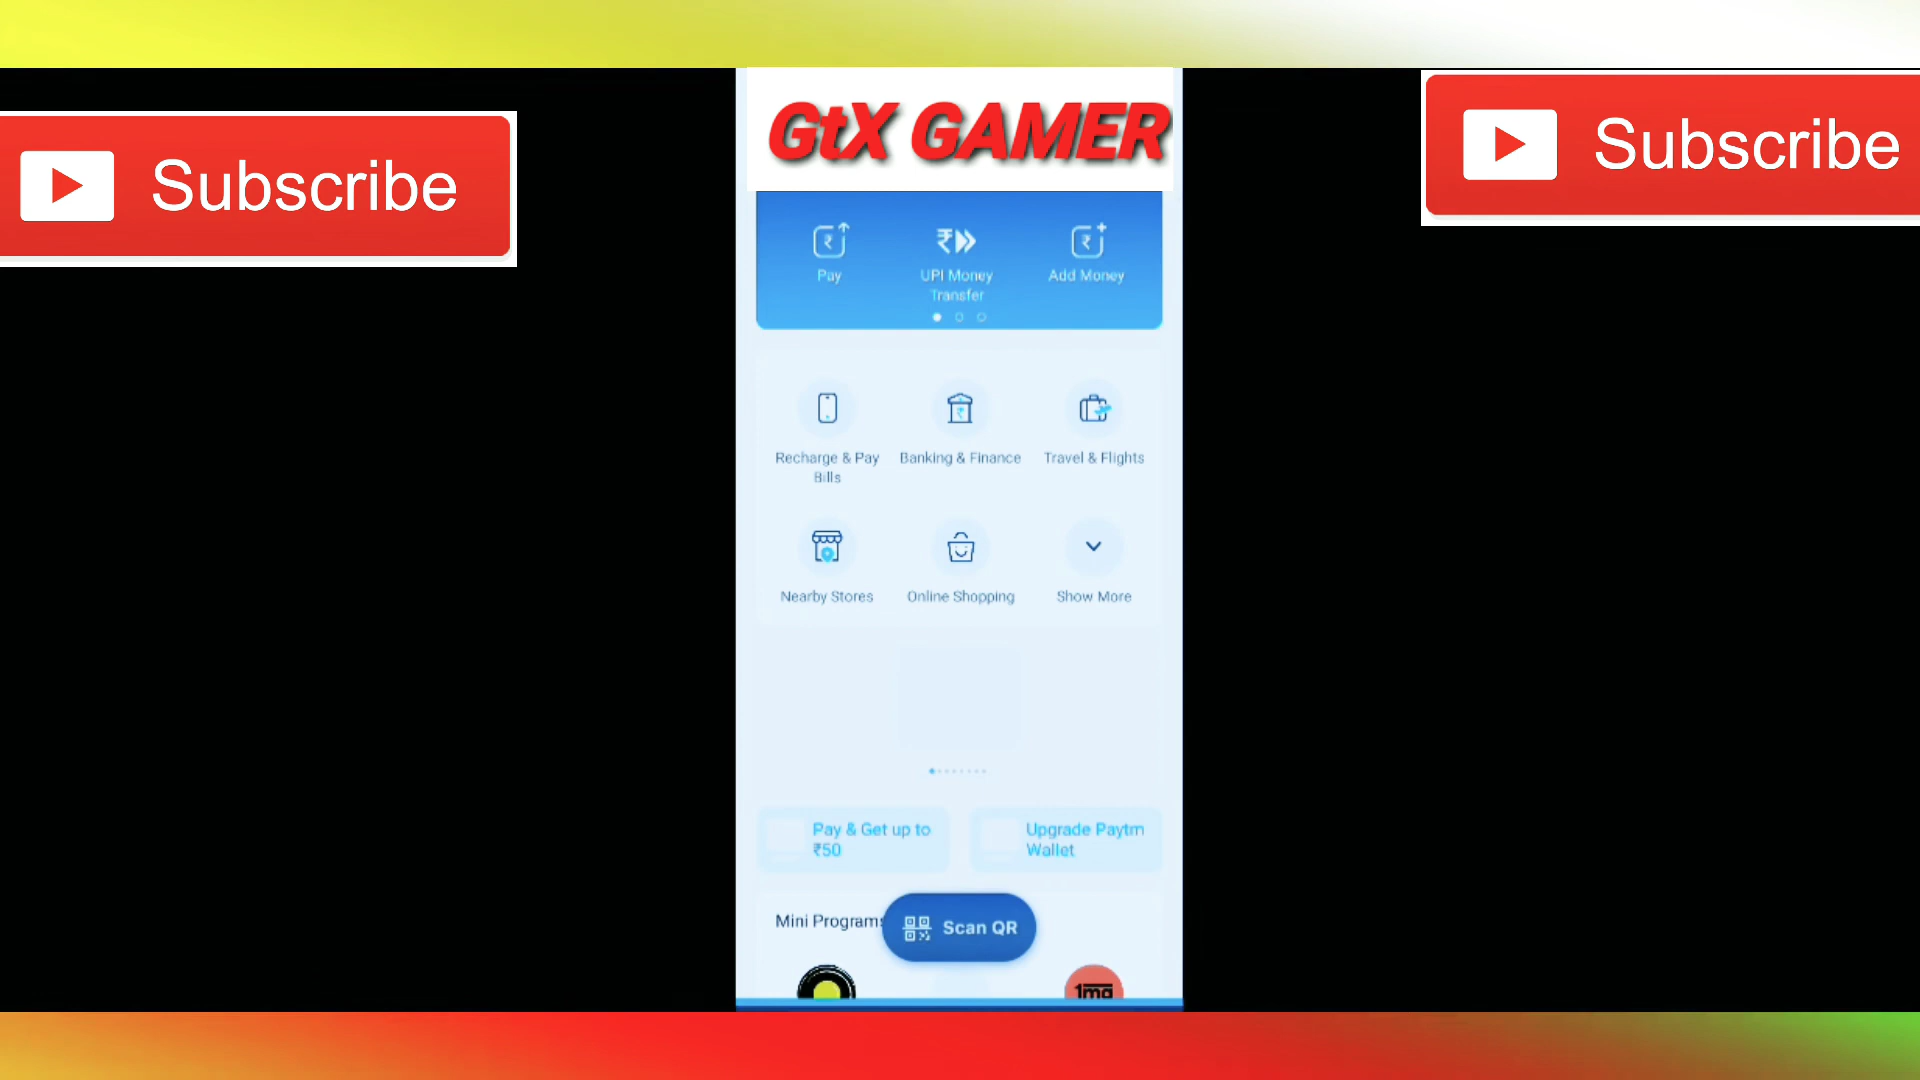 GtX GAMER
Subscribe
Subscribe
Pay
UPI Money
Transfer
Add Money
Recharge & Pay
Bills
Banking & Finance
Travel & Flights
Nearby Stores
Online Shopping
Show More
Pay & Get up to
₹50
Upgrade Paytm
Wallet
Mini Programs
Scan QR
1mg